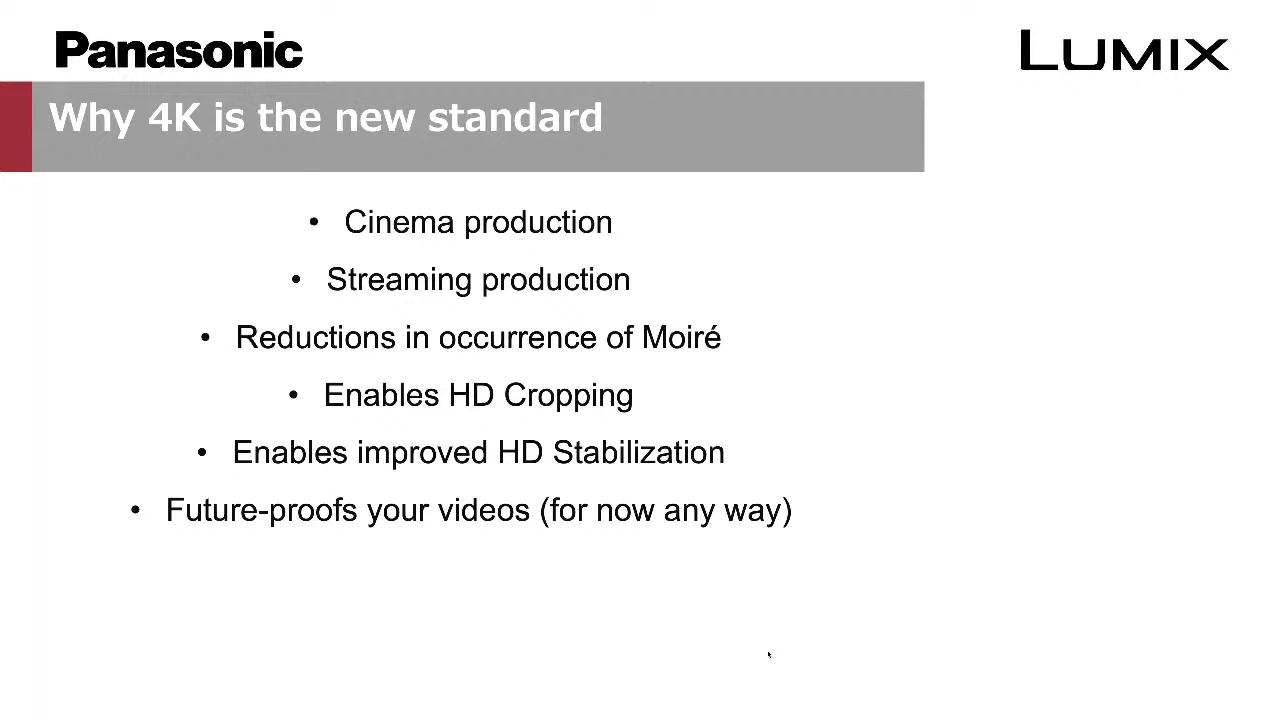 Panasonic
LUMIX
Why 4K is the new standard
• Cinema production
• Streaming production
• Reductions in occurrence of Moiré
• Enables HD Cropping
• Enables improved HD Stabilization
• Future-proofs your videos (for now any way)